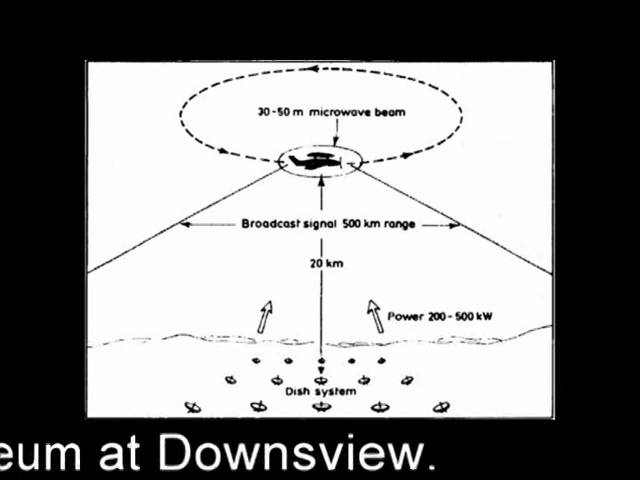 30-50 m microwave beam
Broadcast signal 500 km range
20 km
Power 200-500 kW
Dish system
eum at Downsview.